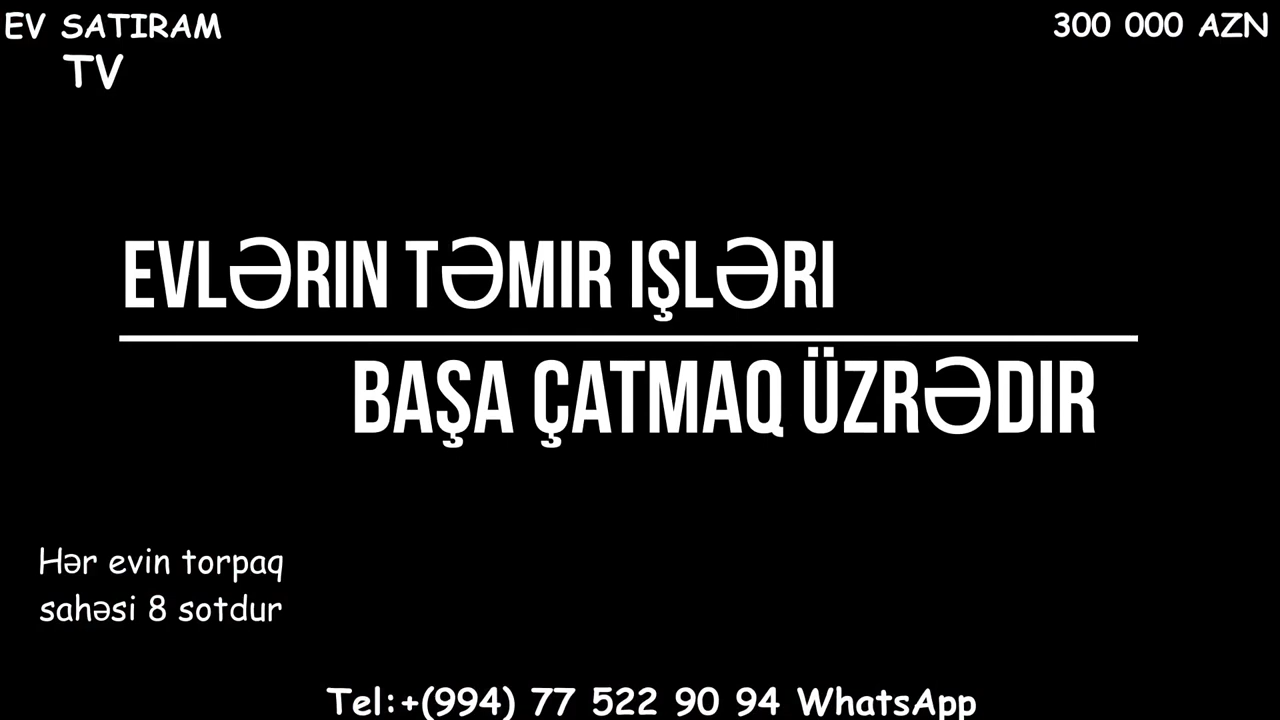 EV SATIRAM
TV
300 000 AZN
EVLƏRIN TƏMIR IŞLƏRI
BAŞA ÇATMAQ ÜZRƏDIR
Hər evin torpaq
sahəsi 8 sotdur
Tel:+(994) 77 522 90 94 WhatsApp